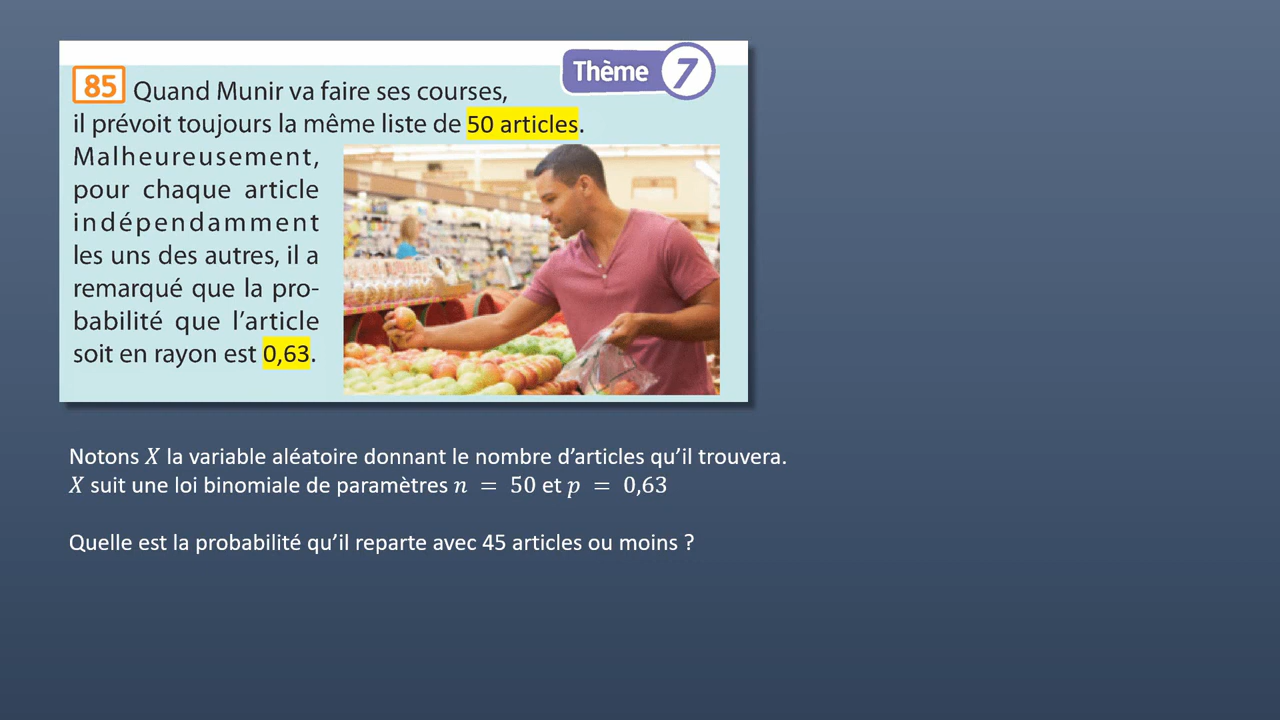 Thème 7
85 Quand Munir va faire ses courses,
il prévoit toujours la même liste de 50 articles.
Malheureusement,
pour chaque article
indépendamment
les uns des autres, il a
remarqué que la pro-
babilité que l'article
soit en rayon est 0,63.
Notons X la variable aléatoire donnant le nombre d'articles qu'il trouvera.
X suit une loi binomiale de paramètres n = 50 et p = 0,63
Quelle est la probabilité qu'il reparte avec 45 articles ou moins ?